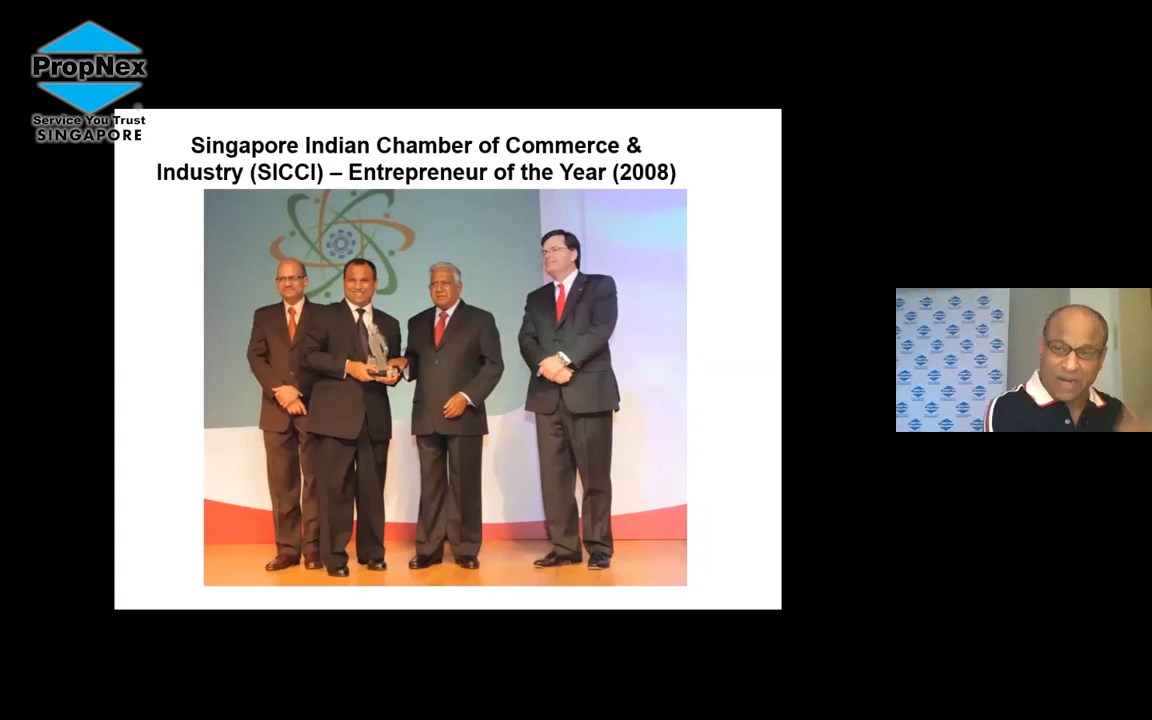 PropNex
Service You Trust
SINGAPORE
Singapore Indian Chamber of Commerce &
Industry (SICCI) – Entrepreneur of the Year (2008)